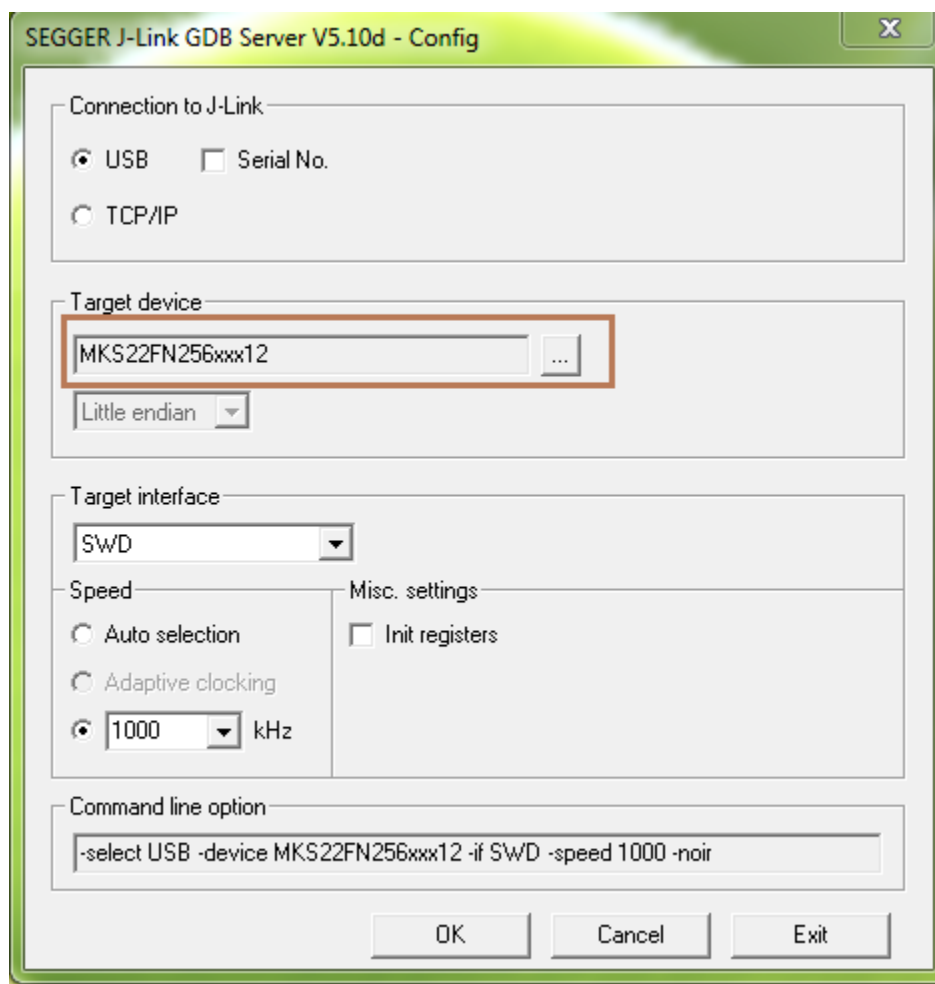 SEGGER J-Link GDB Server V5.10d - Config
Connection to J-Link
USB Serial No.
TCP/IP
Target device
MKS22FN256xxx12 ...
Little endian
Target interface
SWD
Speed Misc. settings
Auto selection Init registers
Adaptive clocking
1000 kHz
Command line option
-select USB -device MKS22FN256xxx12 -if SWD -speed 1000 -noir
OK Cancel Exit